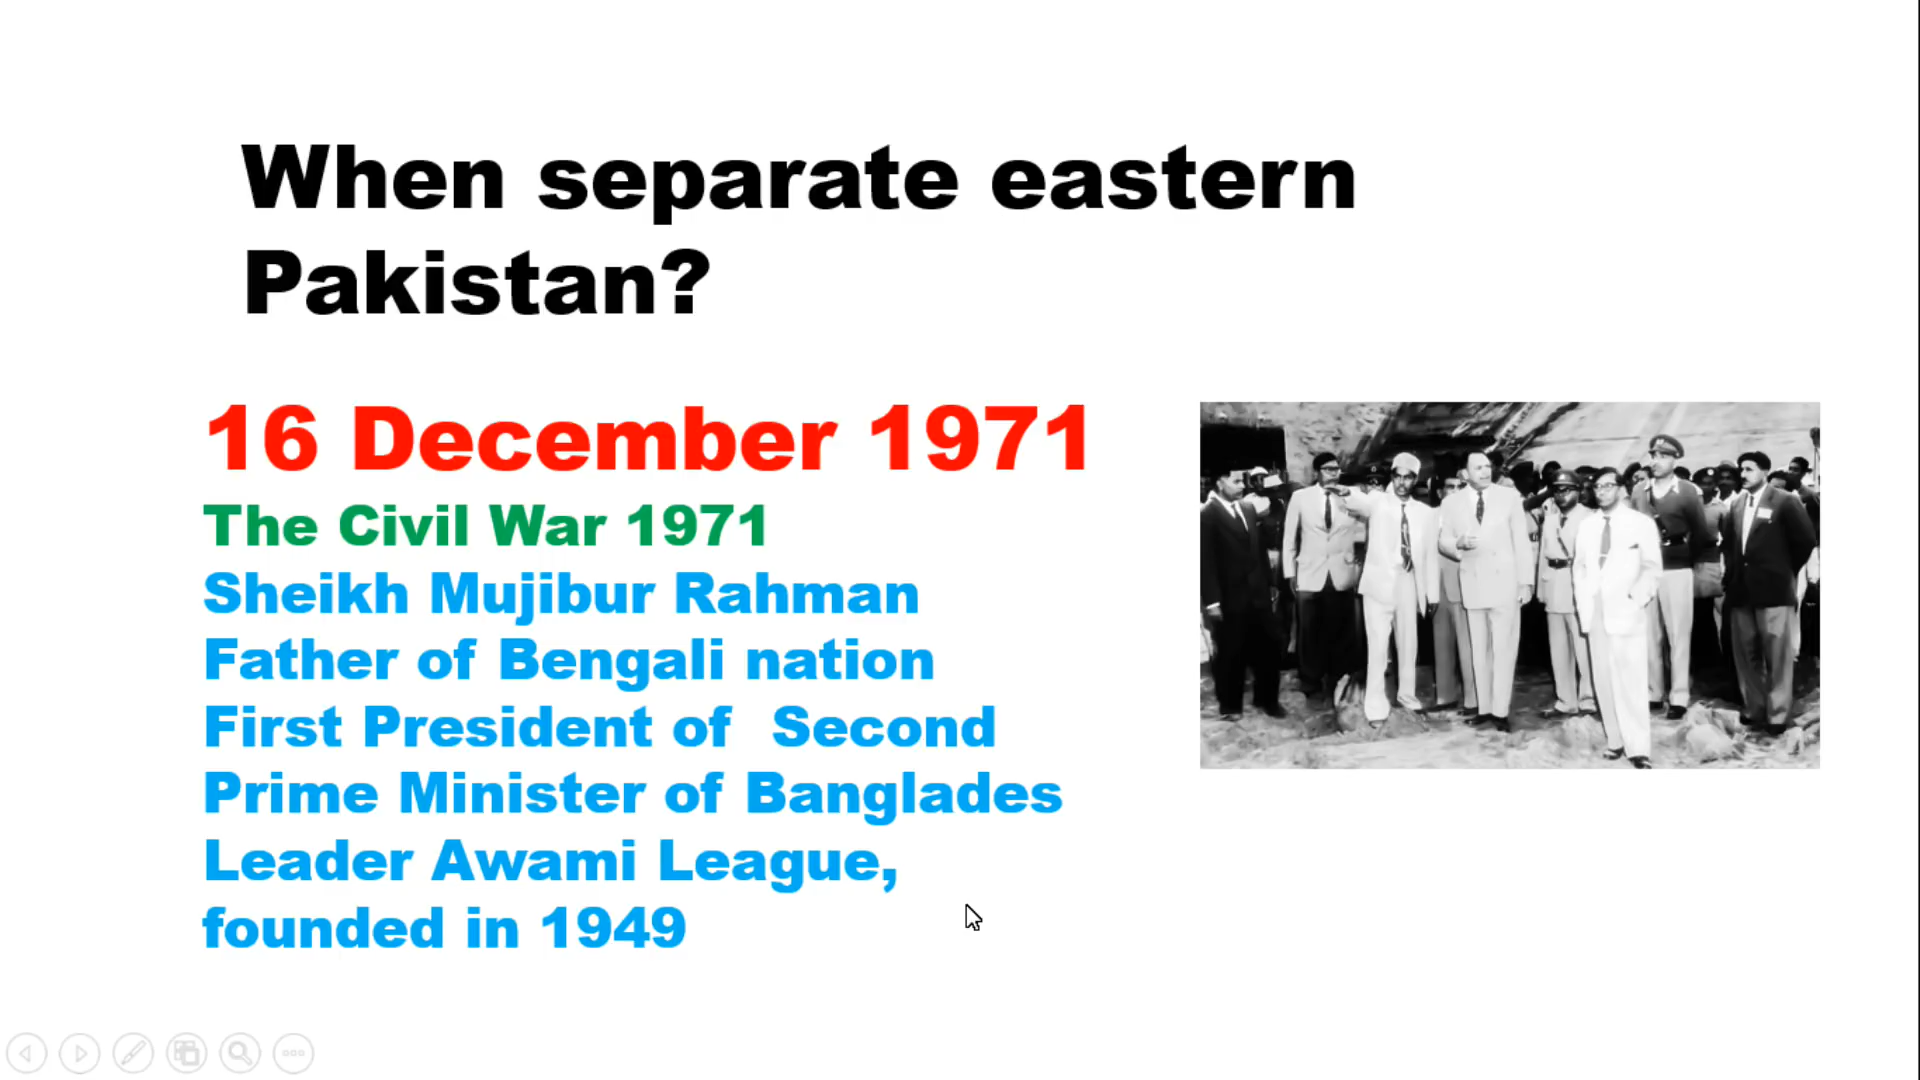 When separate eastern
Pakistan?
16 December 1971
The Civil War 1971
Sheikh Mujibur Rahman
Father of Bengali nation
First President of  Second
Prime Minister of Banglades
Leader Awami League,
founded in 1949